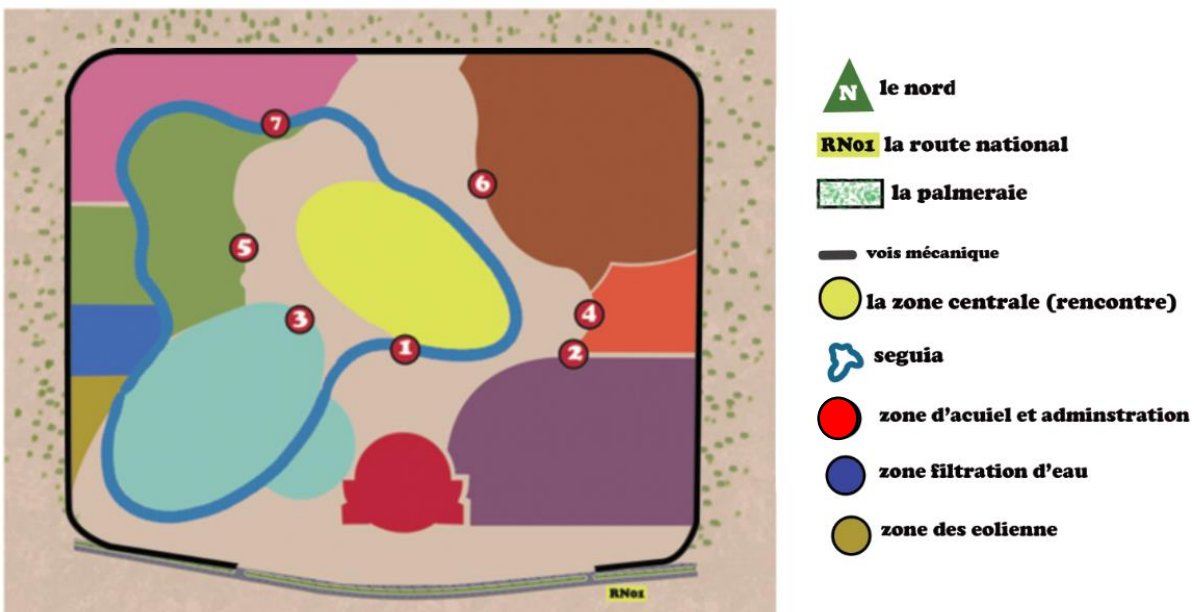 7
6
5
3
4
1
2
RN01
N le nord
RN01 la route national
la palmeraie
vois mécanique
la zone centrale (rencontre)
seguia
zone d'acuiel et adminstration
zone filtration d'eau
zone des eolienne